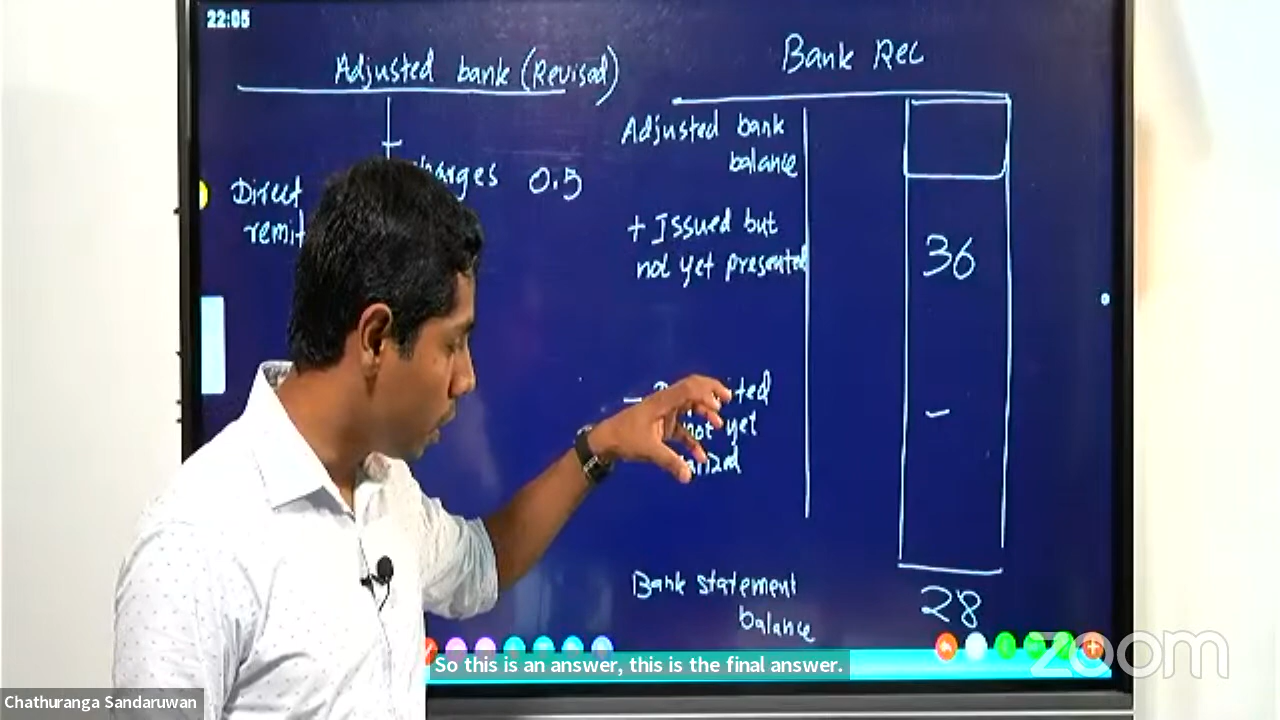 22:05
Adjusted bank (Revised)
Bank Rec
Adjusted bank
balance
charges 0.5
Direct
remit
+ Issued but
not yet presented
36
-
not yet
-
Bank statement
balance
28
So this is an answer, this is the final answer.
zoom
Chathuranga Sandaruwan